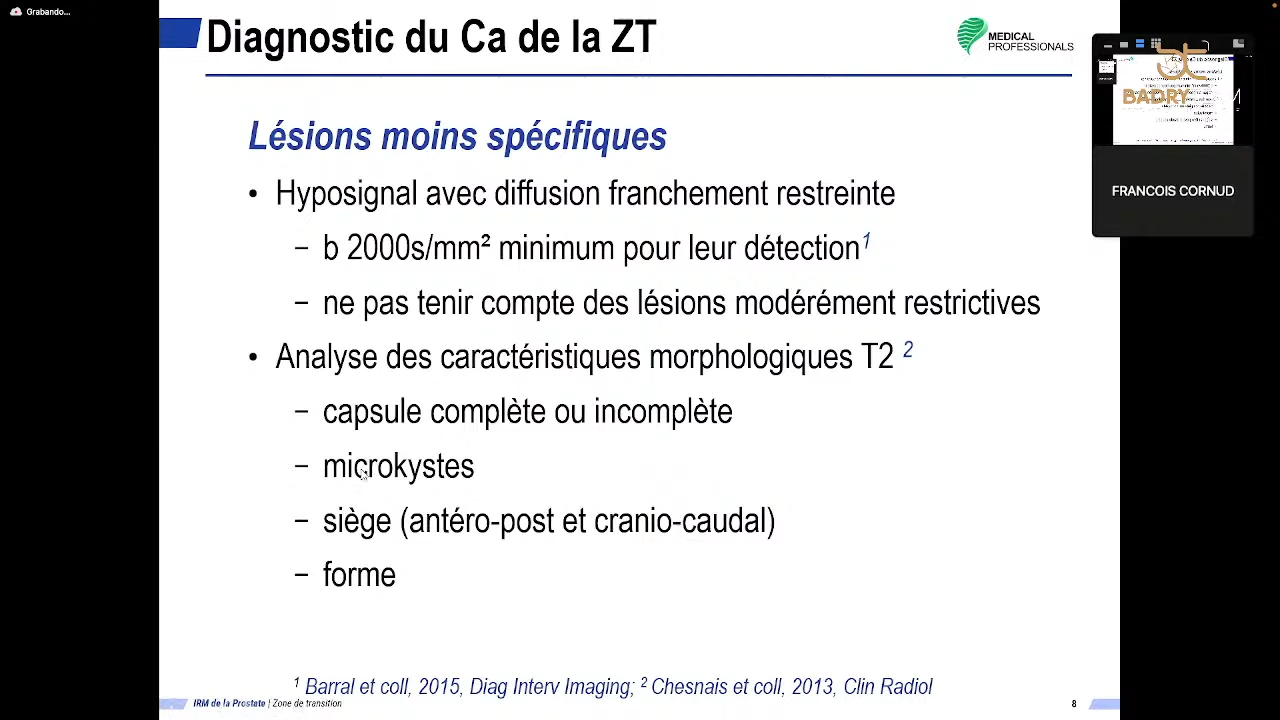 Grabando...
Diagnostic du Ca de la ZT
MEDICAL
PROFESSIONALS
BADRY
FRANCOIS CORNUD
Lésions moins spécifiques
• Hyposignal avec diffusion franchement restreinte
– b 2000s/mm² minimum pour leur détection¹
– ne pas tenir compte des lésions modérément restrictives
• Analyse des caractéristiques morphologiques T2 ²
– capsule complète ou incomplète
– microkystes
– siège (antéro-post et cranio-caudal)
– forme
¹ Barral et coll, 2015, Diag Interv Imaging; ² Chesnais et coll, 2013, Clin Radiol
IRM de la Prostate | Zone de transition
8